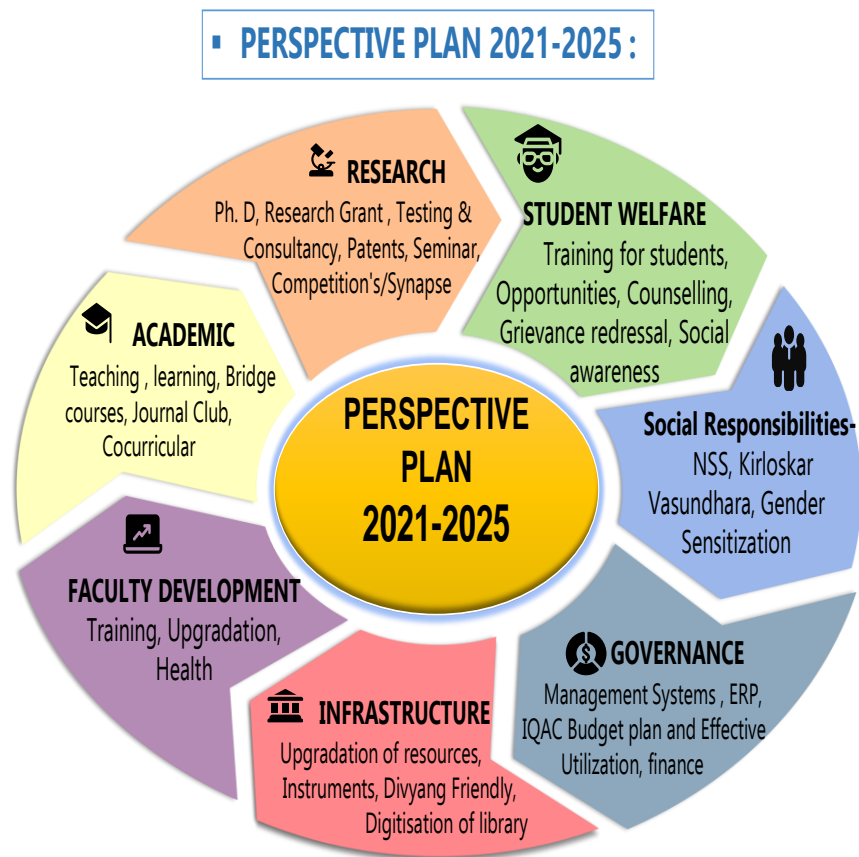 ▪ PERSPECTIVE PLAN 2021-2025 :
RESEARCH
Ph. D, Research Grant , Testing &
Consultancy, Patents, Seminar,
Competition's/Synapse
STUDENT WELFARE
Training for students,
Opportunities, Counselling,
Grievance redressal, Social
awareness
Social Responsibilities-
NSS, Kirloskar
Vasundhara, Gender
Sensitization
GOVERNANCE
Management Systems , ERP,
IQAC Budget plan and Effective
Utilization, finance
INFRASTRUCTURE
Upgradation of resources,
Instruments, Divyang Friendly,
Digitisation of library
FACULTY DEVELOPMENT
Training, Upgradation,
Health
ACADEMIC
Teaching , learning, Bridge
courses, Journal Club,
Cocurricular
PERSPECTIVE
PLAN
2021-2025